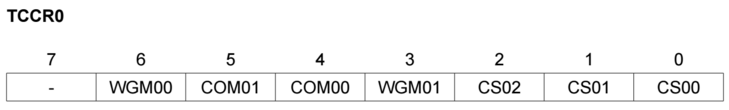 TCCR0
7 6 5 4 3 2 1 0
- WGM00 COM01 COM00 WGM01 CS02 CS01 CS00